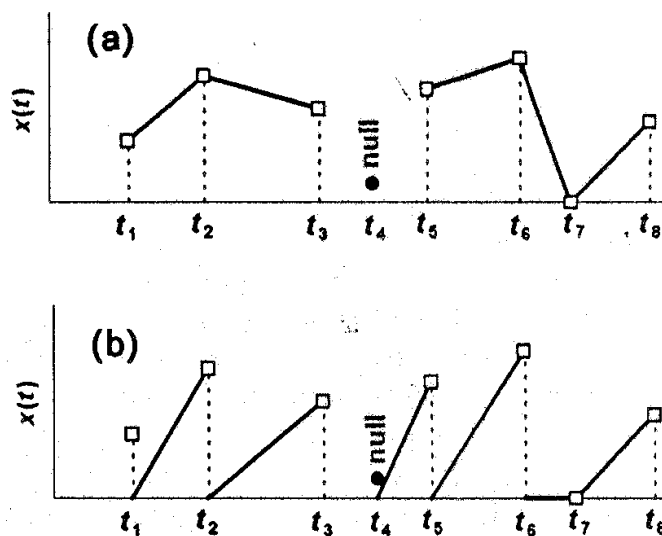 (a)
x(t)
null
t₁ t₂ t₃ t₄ t₅ t₆ t₇ t₈
(b)
x(t)
null
t₁ t₂ t₃ t₄ t₅ t₆ t₇ t₈